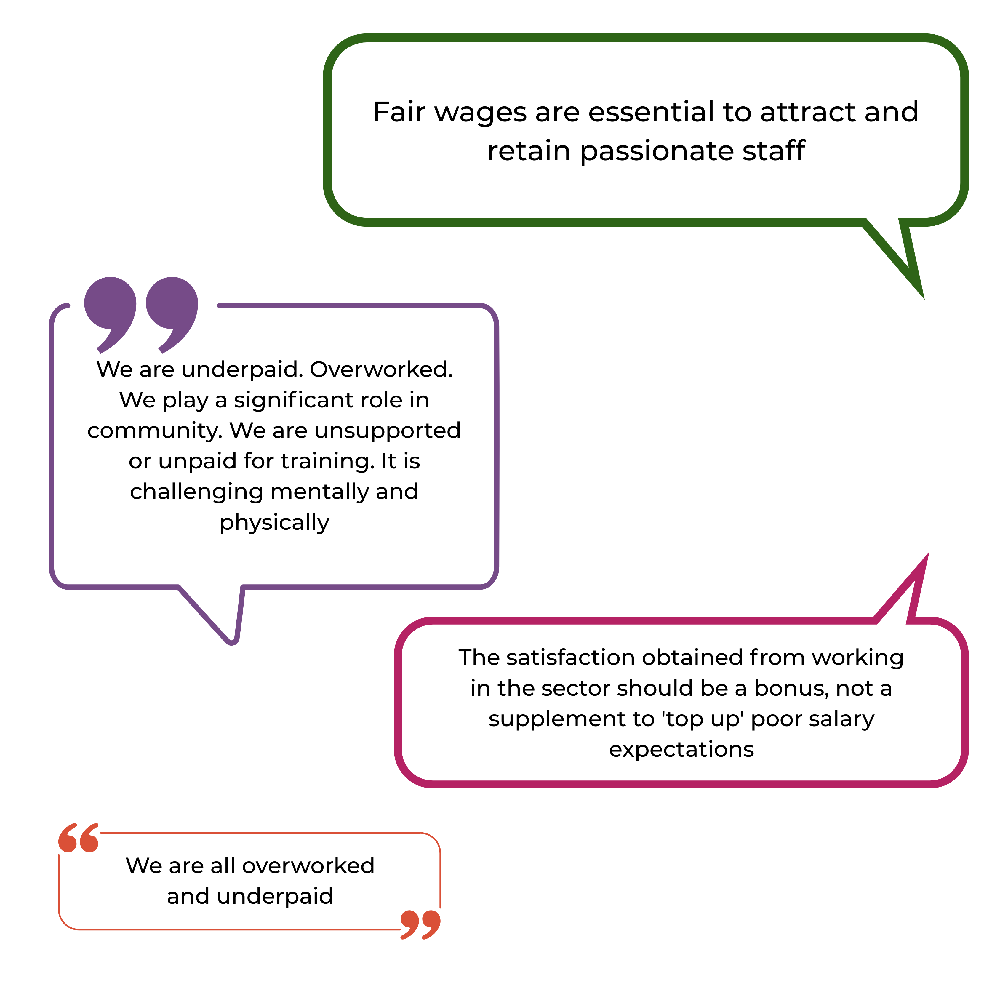 Fair wages are essential to attract and
retain passionate staff
We are underpaid. Overworked.
We play a significant role in
community. We are unsupported
or unpaid for training. It is
challenging mentally and
physically
The satisfaction obtained from working
in the sector should be a bonus, not a
supplement to 'top up' poor salary
expectations
We are all overworked
and underpaid